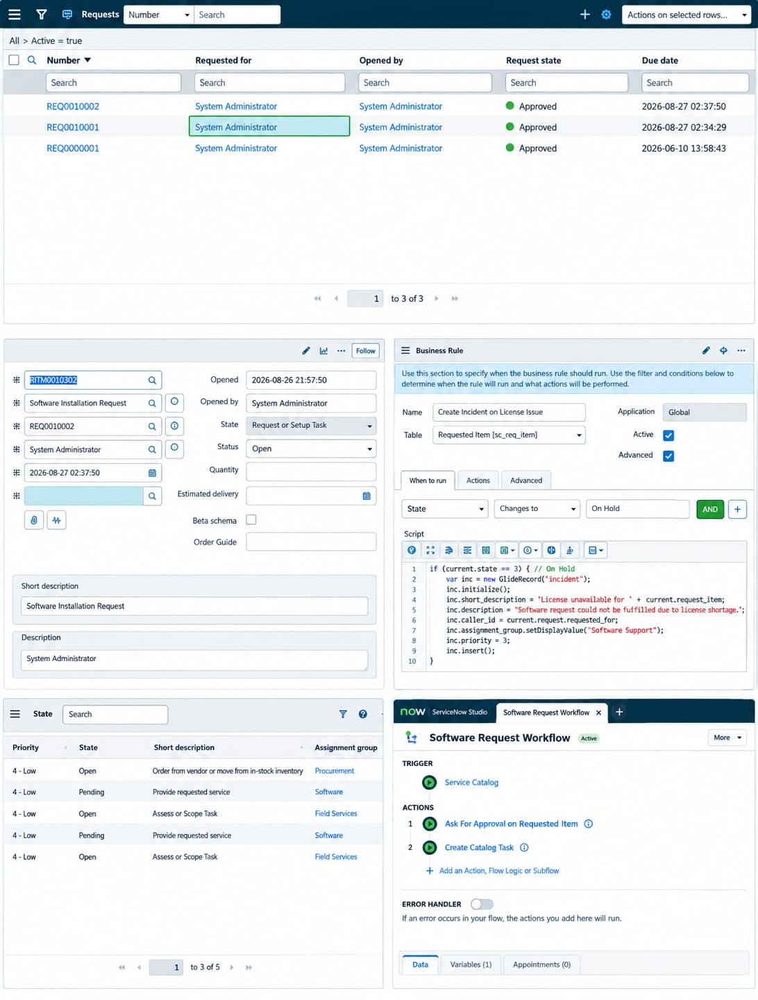 Requests Number Search Actions on selected rows...
All > Active = true
Number Requested for Opened by Request state Due date
Search Search Search Search Search
REQ0010002 System Administrator System Administrator Approved 2026-08-27 02:37:50
REQ0010001 System Administrator System Administrator Approved 2026-08-27 02:34:29
REQ0000001 System Administrator System Administrator Approved 2026-06-10 13:58:43
1 to 3 of 3
Follow
RITM0010302 Opened 2026-08-26 21:57:50
Software Installation Request Opened by System Administrator
REQ0010002 State Request or Setup Task
System Administrator Status Open
2026-08-27 02:37:50 Quantity
Estimated delivery
Beta schema
Order Guide
Short description
Software Installation Request
Description
System Administrator
Business Rule
Use this section to specify when the business rule should run. Use the filter and conditions below to
determine when the rule will run and what actions will be performed.
Name Create Incident on License Issue Application Global
Table Requested Item [sc_req_item] Active
Advanced
When to run Actions Advanced
State Changes to On Hold AND +
Script
1 if (current.state == 3) { // On Hold
2 var inc = new GlideRecord("incident");
3 inc.initialize();
4 inc.short_description = "License unavailable for ' + current.request_item;
5 inc.description = "Software request could not be fulfilled due to license shortage.";
6 inc.caller_id = current.request.requested_for;
7 inc.assignment_group.setDisplayValue("Software Support");
8 inc.priority = 3;
9 inc.insert();
10 }
State Search
Priority State Short description Assignment group
4 - Low Open Order from vendor or move from in-stock inventory Procurement
4 - Low Pending Provide requested service Software
4 - Low Open Assess or Scope Task Field Services
4 - Low Pending Provide requested service Software
4 - Low Open Assess or Scope Task Field Services
1 to 3 of 5
now ServiceNow Studio Software Request Workflow × +
Software Request Workflow Active More
TRIGGER
Service Catalog
ACTIONS
1 Ask For Approval on Requested Item
2 Create Catalog Task
+ Add an Action, Flow Logic or Subflow
ERROR HANDLER
If an error occurs in your flow, the actions you add here will run.
Data Variables (1) Appointments (0)